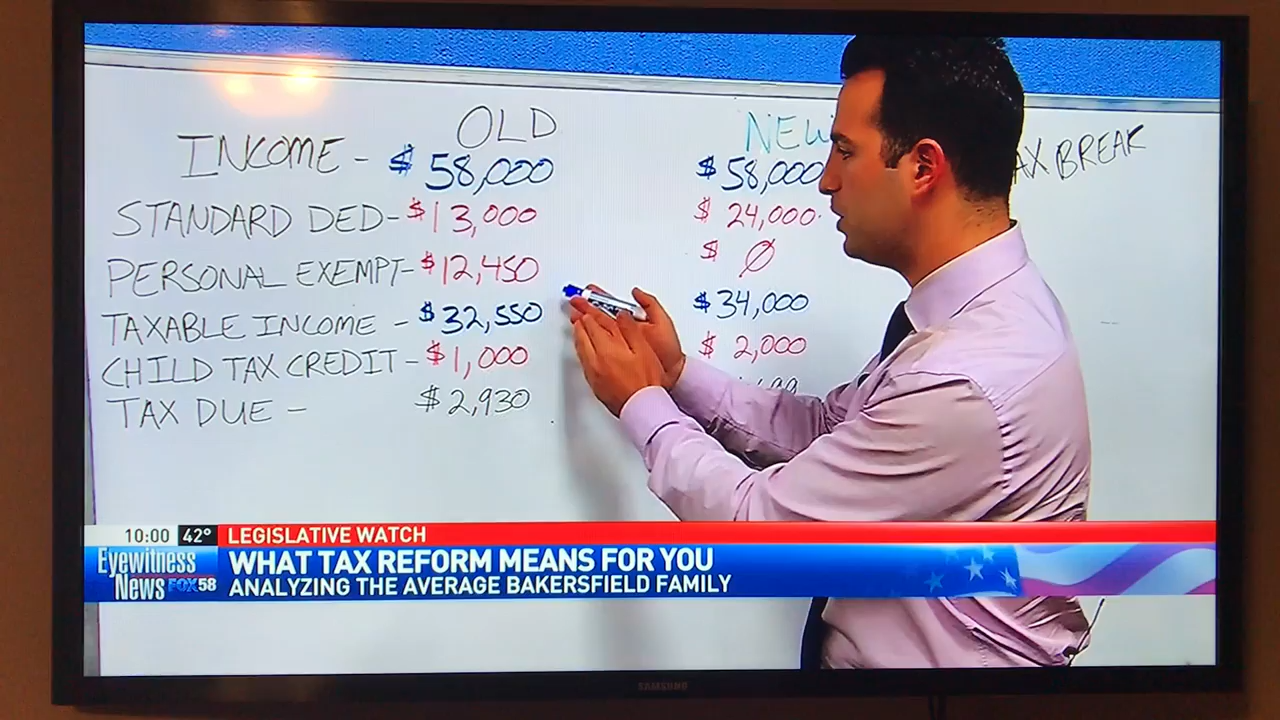 OLD NEW
INCOME - $58,000 $58,000 AX BREAK
STANDARD DED- $13,000 $24,000
PERSONAL EXEMPT- $12,450 $ Ø
TAXABLE INCOME - $32,550 $34,000
CHILD TAX CREDIT - $1,000 $2,000
TAX DUE - $2,930
10:00 42° LEGISLATIVE WATCH
Eyewitness News FOX58
WHAT TAX REFORM MEANS FOR YOU
ANALYZING THE AVERAGE BAKERSFIELD FAMILY
SAMSUNG